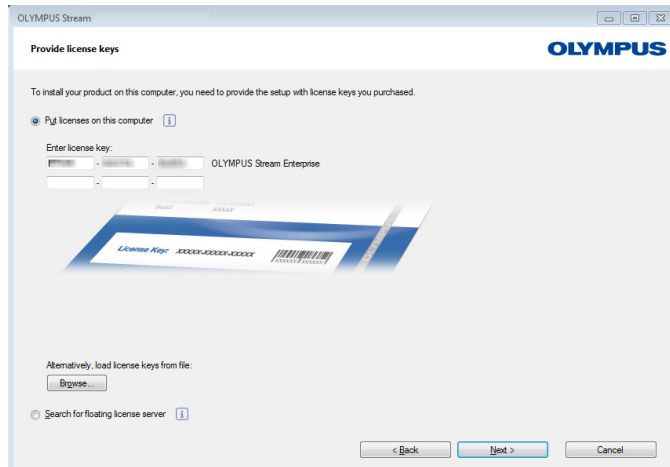 OLYMPUS Stream
Provide license keys
OLYMPUS
To install your product on this computer, you need to provide the setup with license keys you purchased.
Put licenses on this computer
Enter license key:
- - OLYMPUS Stream Enterprise
- -
XXXXX
License Key: XXXXX-XXXXX-XXXXX
Alternatively, load license keys from file:
Browse...
Search for floating license server
< Back Next > Cancel